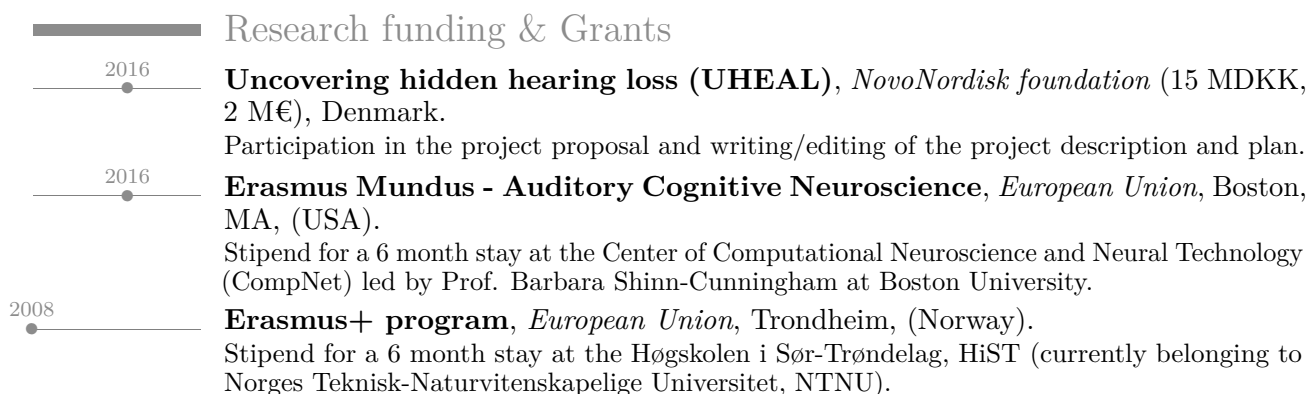 Research funding & Grants
2016
Uncovering hidden hearing loss (UHEAL), NovoNordisk foundation (15 MDKK,
2 M€), Denmark.
Participation in the project proposal and writing/editing of the project description and plan.
2016
Erasmus Mundus - Auditory Cognitive Neuroscience, European Union, Boston,
MA, (USA).
Stipend for a 6 month stay at the Center of Computational Neuroscience and Neural Technology
(CompNet) led by Prof. Barbara Shinn-Cunningham at Boston University.
2008
Erasmus+ program, European Union, Trondheim, (Norway).
Stipend for a 6 month stay at the Høgskolen i Sør-Trøndelag, HiST (currently belonging to
Norges Teknisk-Naturvitenskapelige Universitet, NTNU).